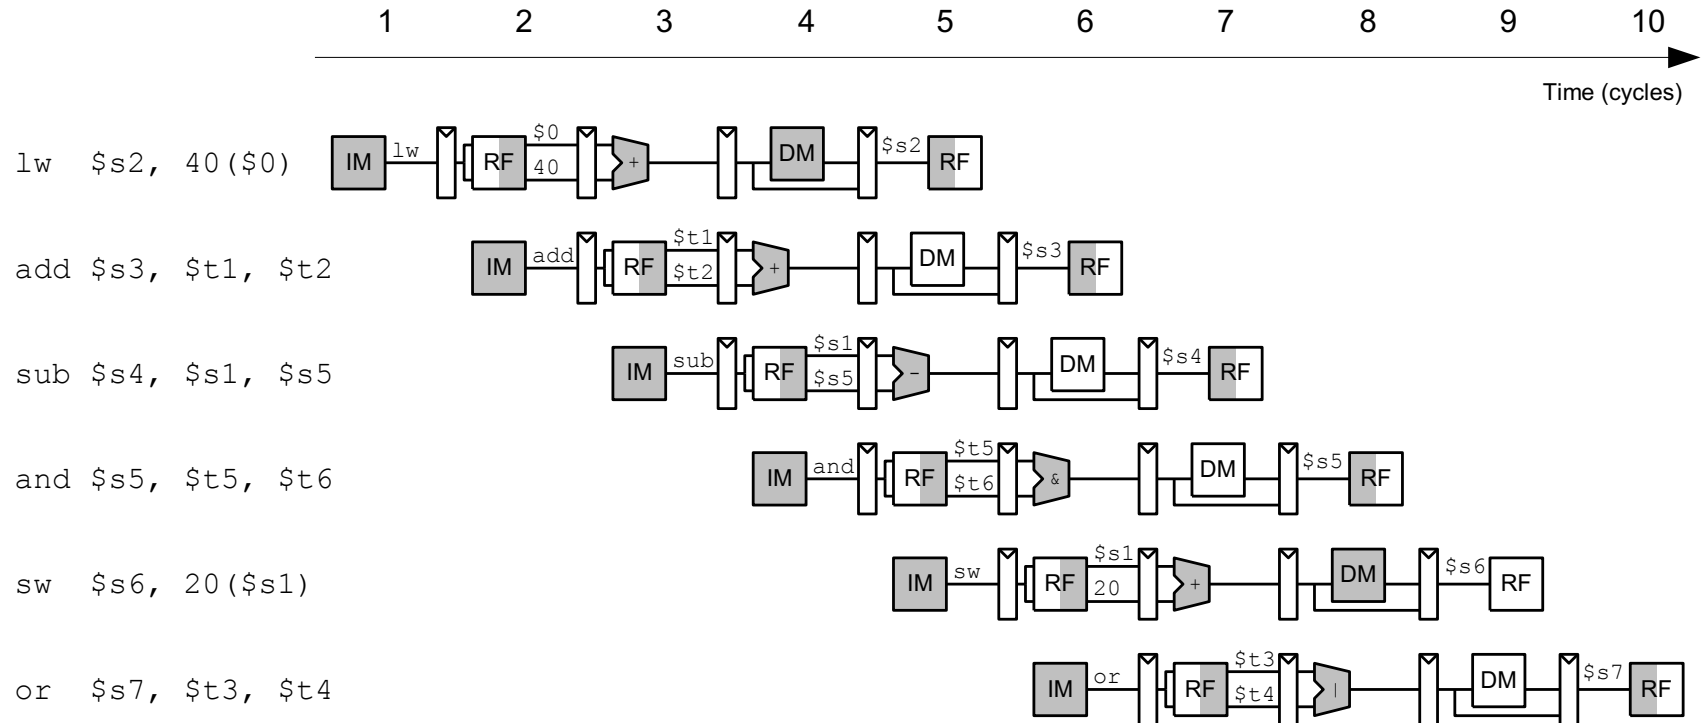 1 2 3 4 5 6 7 8 9 10
Time (cycles)
lw $s2, 40($0) IM lw RF $0 40 + DM $s2 RF
add $s3, $t1, $t2 IM add RF $t1 $t2 + DM $s3 RF
sub $s4, $s1, $s5 IM sub RF $s1 $s5 - DM $s4 RF
and $s5, $t5, $t6 IM and RF $t5 $t6 & DM $s5 RF
sw $s6, 20($s1) IM sw RF $s1 20 + DM $s6 RF
or $s7, $t3, $t4 IM or RF $t3 $t4 | DM $s7 RF